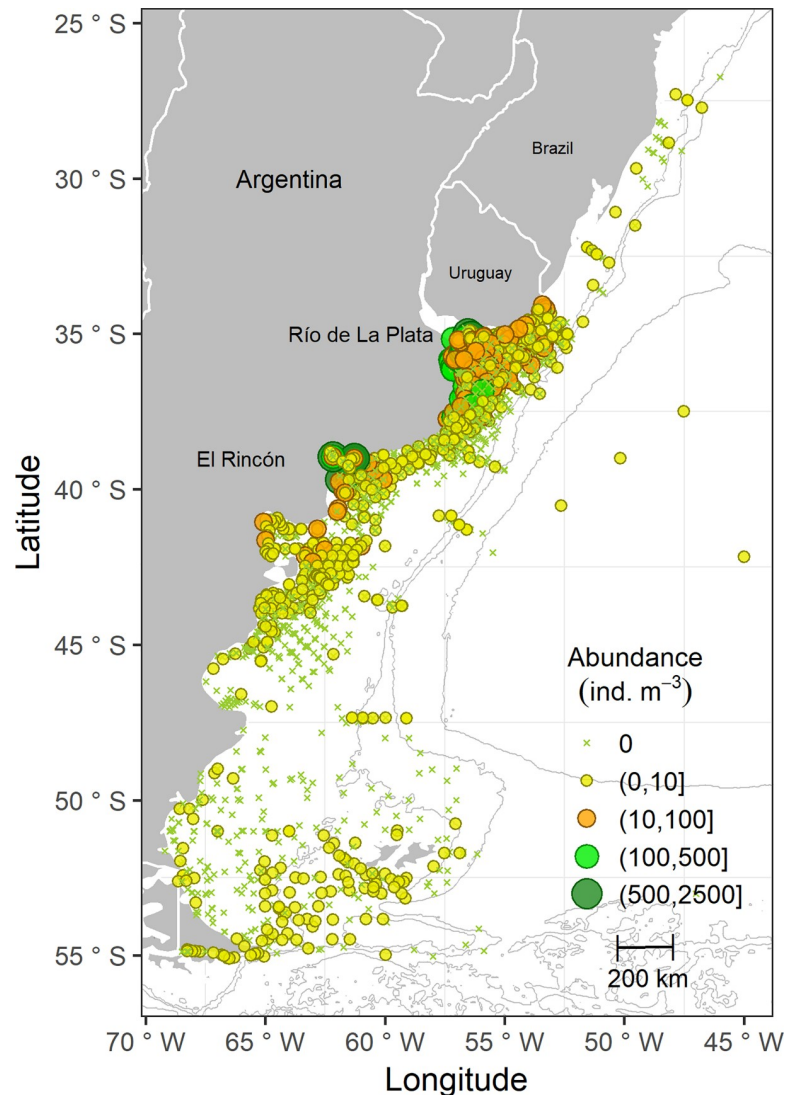 25 ° S
Brazil
Argentina
30 ° S
Uruguay
Río de La Plata
35 ° S
El Rincón
40 ° S
Latitude
45 ° S
Abundance
(ind. m⁻³)
0
(0,10]
50 ° S
(10,100]
(100,500]
(500,2500]
55 ° S
200 km
70 ° W
65 ° W
60 ° W
55 ° W
50 ° W
45 ° W
Longitude